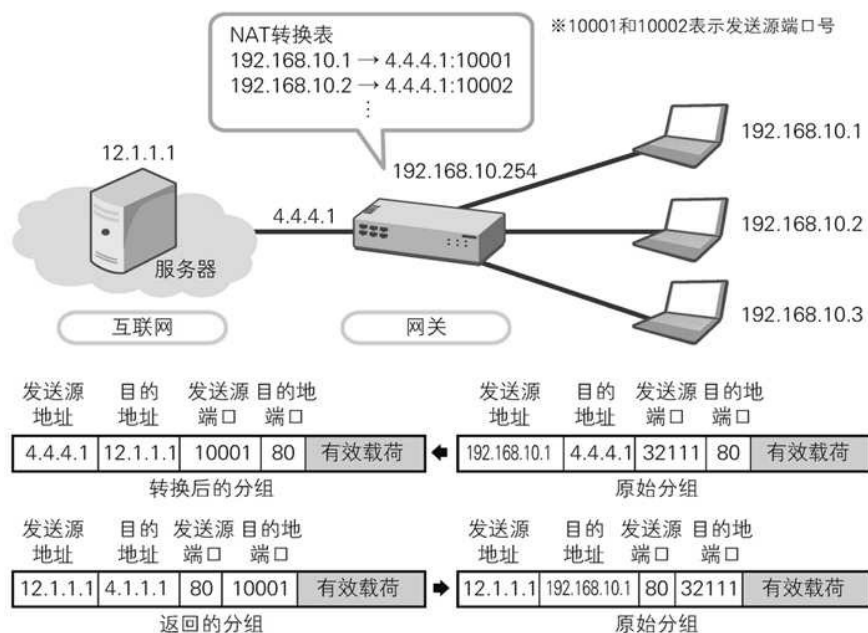 NAT转换表
192.168.10.1 → 4.4.4.1:10001
192.168.10.2 → 4.4.4.1:10002
⋮
※10001和10002表示发送源端口号
12.1.1.1
服务器
互联网
4.4.4.1
192.168.10.254
网关
192.168.10.1
192.168.10.2
192.168.10.3
发送源 目的 发送源 目的地
地址 地址 端口 端口
4.4.4.1 12.1.1.1 10001 80 有效载荷
转换后的分组
发送源 目的 发送源 目的地
地址 地址 端口 端口
192.168.10.1 4.4.4.1 32111 80 有效载荷
原始分组
发送源 目的 发送源 目的地
地址 地址 端口 端口
12.1.1.1 4.1.1.1 80 10001 有效载荷
返回的分组
发送源 目的 发送源 目的地
地址 地址 端口 端口
12.1.1.1 192.168.10.1 80 32111 有效载荷
原始分组